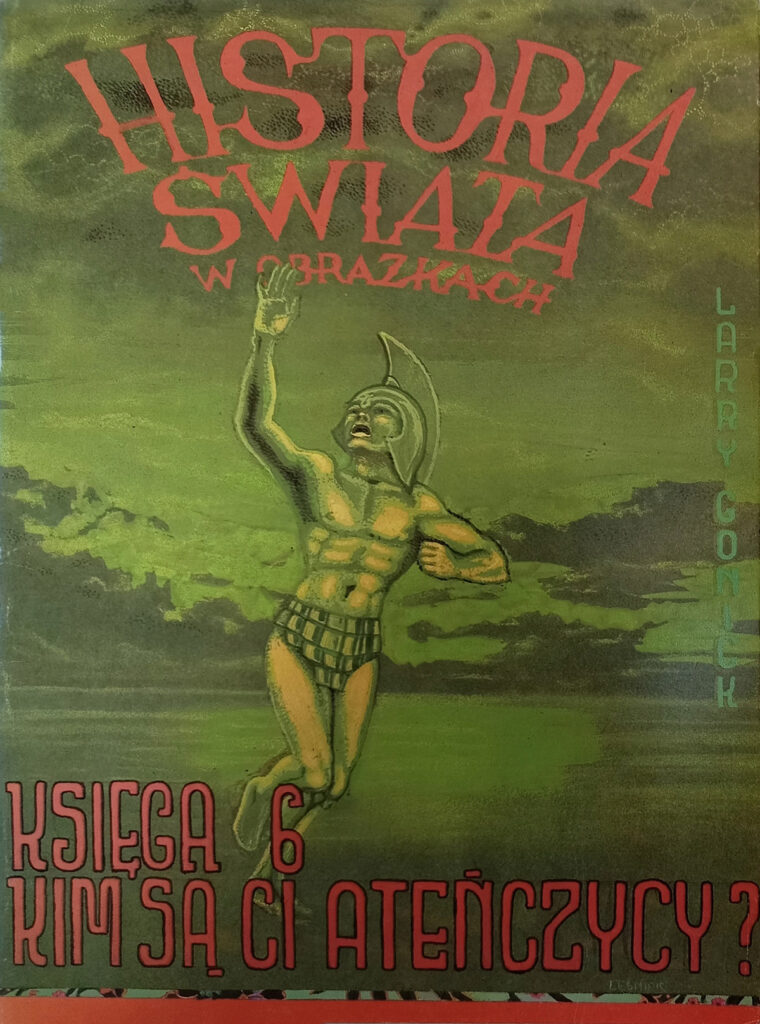 HISTORIA
ŚWIATA
W OBRAZKACH
LARRY GONICK
KSIĘGA 6
KIM SĄ CI ATEŃCZYCY?